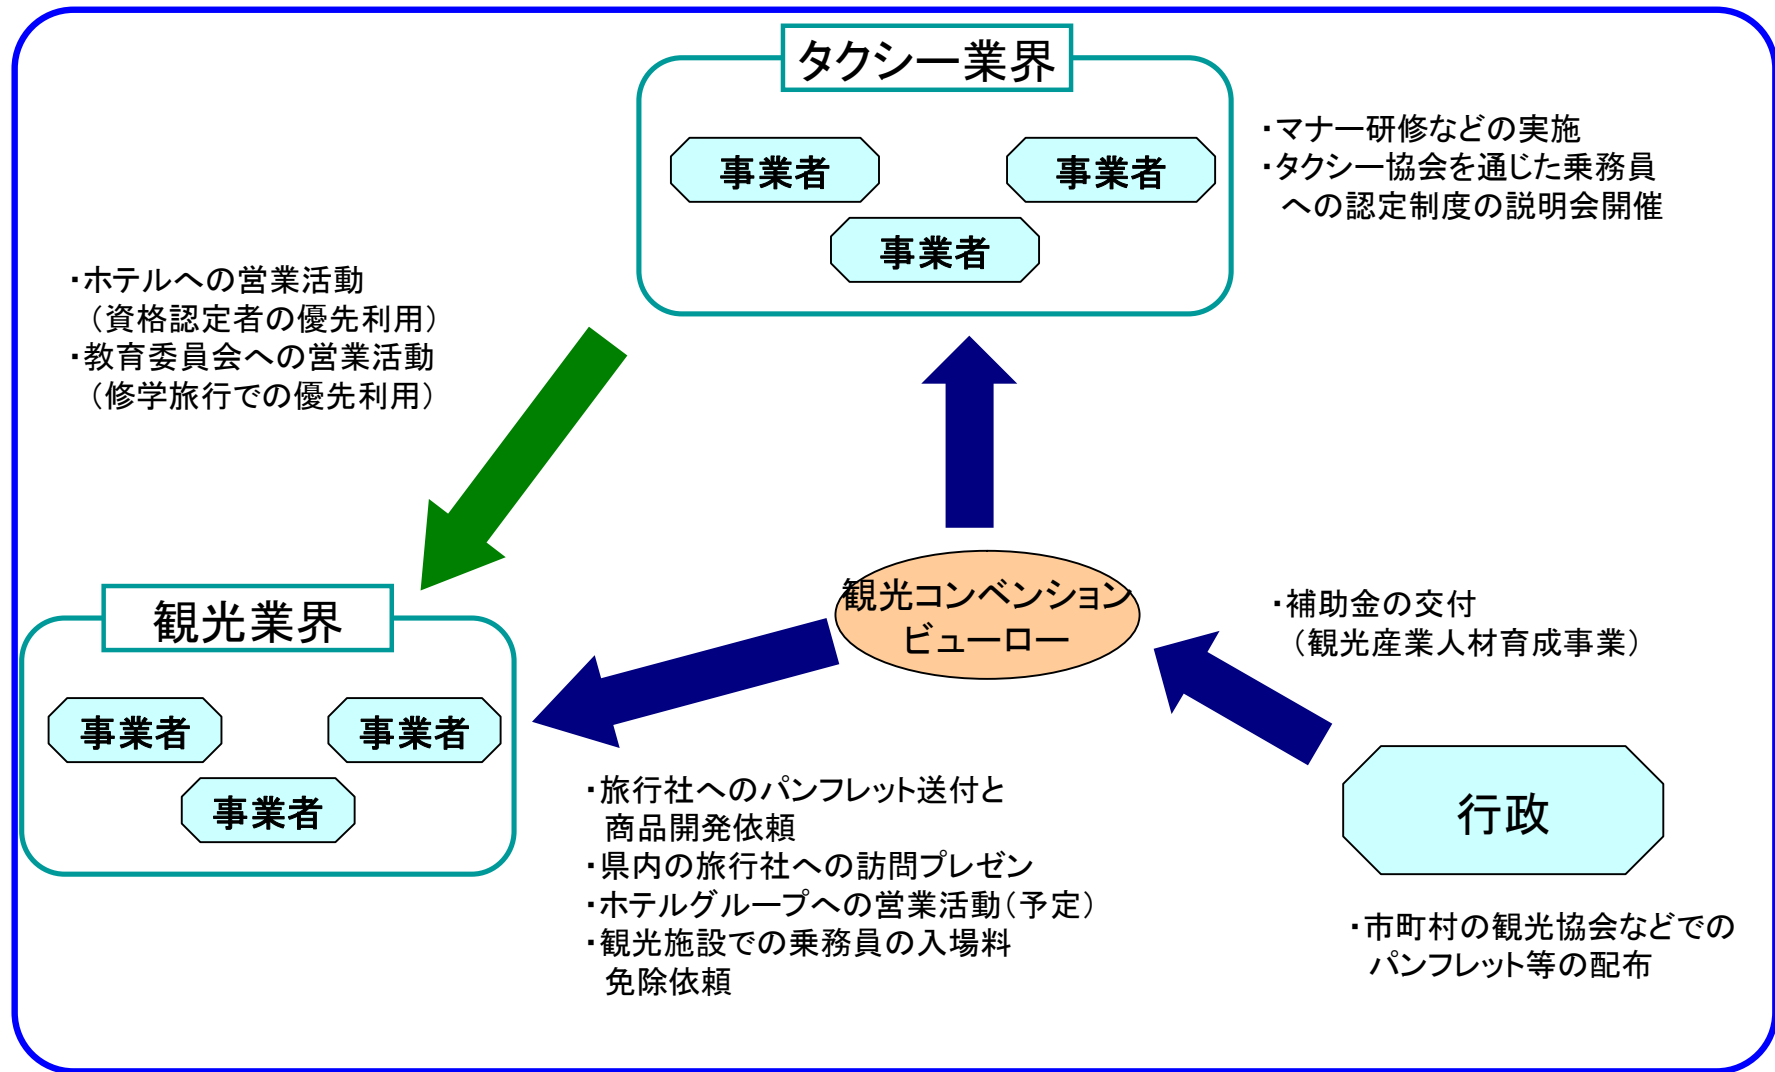 タクシー業界
事業者
事業者
事業者
・マナー研修などの実施
・タクシー協会を通じた乗務員
への認定制度の説明会開催
・ホテルへの営業活動
（資格認定者の優先利用）
・教育委員会への営業活動
（修学旅行での優先利用）
観光コンベンション
ビューロー
観光業界
事業者
事業者
事業者
・補助金の交付
（観光産業人材育成事業）
行政
・旅行社へのパンフレット送付と
商品開発依頼
・県内の旅行社への訪問プレゼン
・ホテルグループへの営業活動（予定）
・観光施設での乗務員の入場料
免除依頼
・市町村の観光協会などでの
パンフレット等の配布